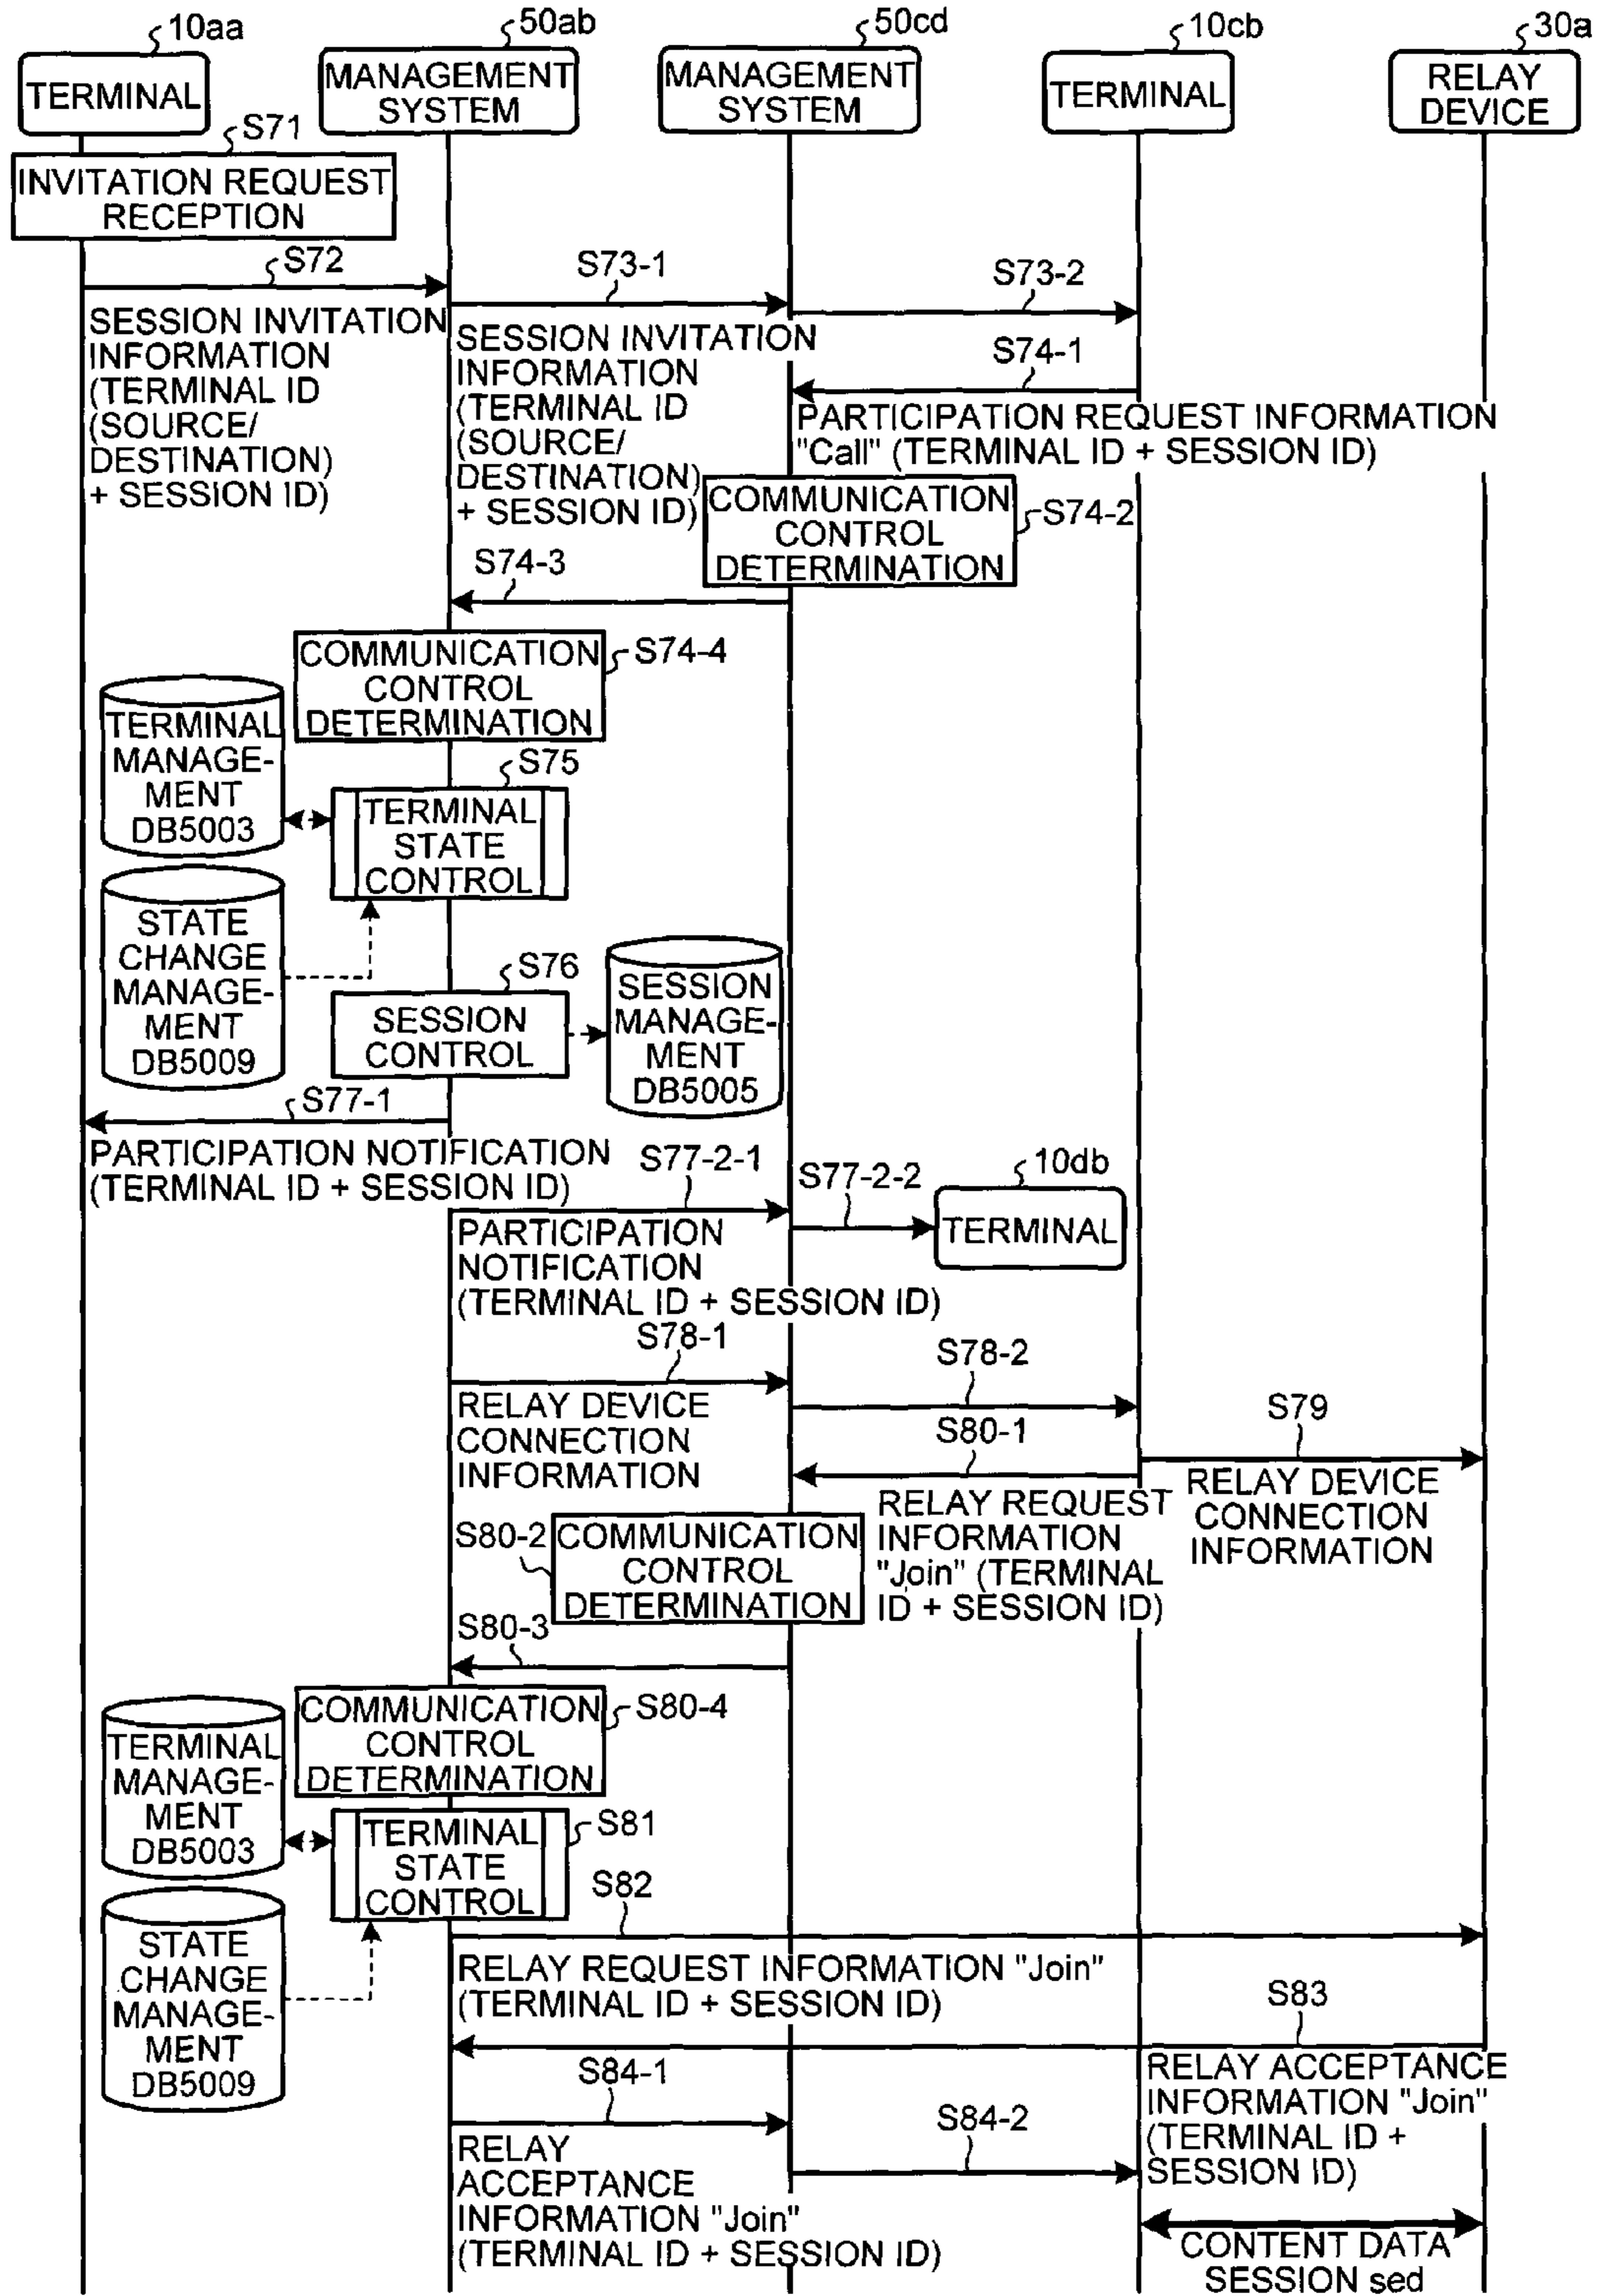 10aa
50ab
50cd
10cb
30a
TERMINAL
MANAGEMENT
SYSTEM
MANAGEMENT
SYSTEM
TERMINAL
RELAY
DEVICE
S71
INVITATION REQUEST
RECEPTION
S72
S73-1
S73-2
SESSION INVITATION
INFORMATION
(TERMINAL ID
(SOURCE/
DESTINATION)
+ SESSION ID)
SESSION INVITATION
INFORMATION
(TERMINAL ID
(SOURCE/
DESTINATION)
+ SESSION ID)
S74-1
PARTICIPATION REQUEST INFORMATION
"Call" (TERMINAL ID + SESSION ID)
COMMUNICATION
CONTROL
DETERMINATION
S74-2
S74-3
COMMUNICATION
CONTROL
DETERMINATION
S74-4
TERMINAL
MANAGE-
MENT
DB5003
S75
TERMINAL
STATE
CONTROL
STATE
CHANGE
MANAGE-
MENT
DB5009
S76
SESSION
CONTROL
SESSION
MANAGE-
MENT
DB5005
S77-1
PARTICIPATION NOTIFICATION
(TERMINAL ID + SESSION ID)
S77-2-1
S77-2-2
10db
TERMINAL
PARTICIPATION
NOTIFICATION
(TERMINAL ID + SESSION ID)
S78-1
S78-2
RELAY DEVICE
CONNECTION
INFORMATION
S79
S80-1
RELAY DEVICE
CONNECTION
INFORMATION
RELAY REQUEST
INFORMATION
"Join" (TERMINAL
ID + SESSION ID)
S80-2
COMMUNICATION
CONTROL
DETERMINATION
S80-3
COMMUNICATION
CONTROL
DETERMINATION
S80-4
TERMINAL
MANAGE-
MENT
DB5003
TERMINAL
STATE
CONTROL
S81
STATE
CHANGE
MANAGE-
MENT
DB5009
S82
RELAY REQUEST INFORMATION "Join"
(TERMINAL ID + SESSION ID)
S83
RELAY ACCEPTANCE
INFORMATION "Join"
(TERMINAL ID +
SESSION ID)
S84-1
S84-2
RELAY
ACCEPTANCE
INFORMATION "Join"
(TERMINAL ID + SESSION ID)
CONTENT DATA
SESSION sed